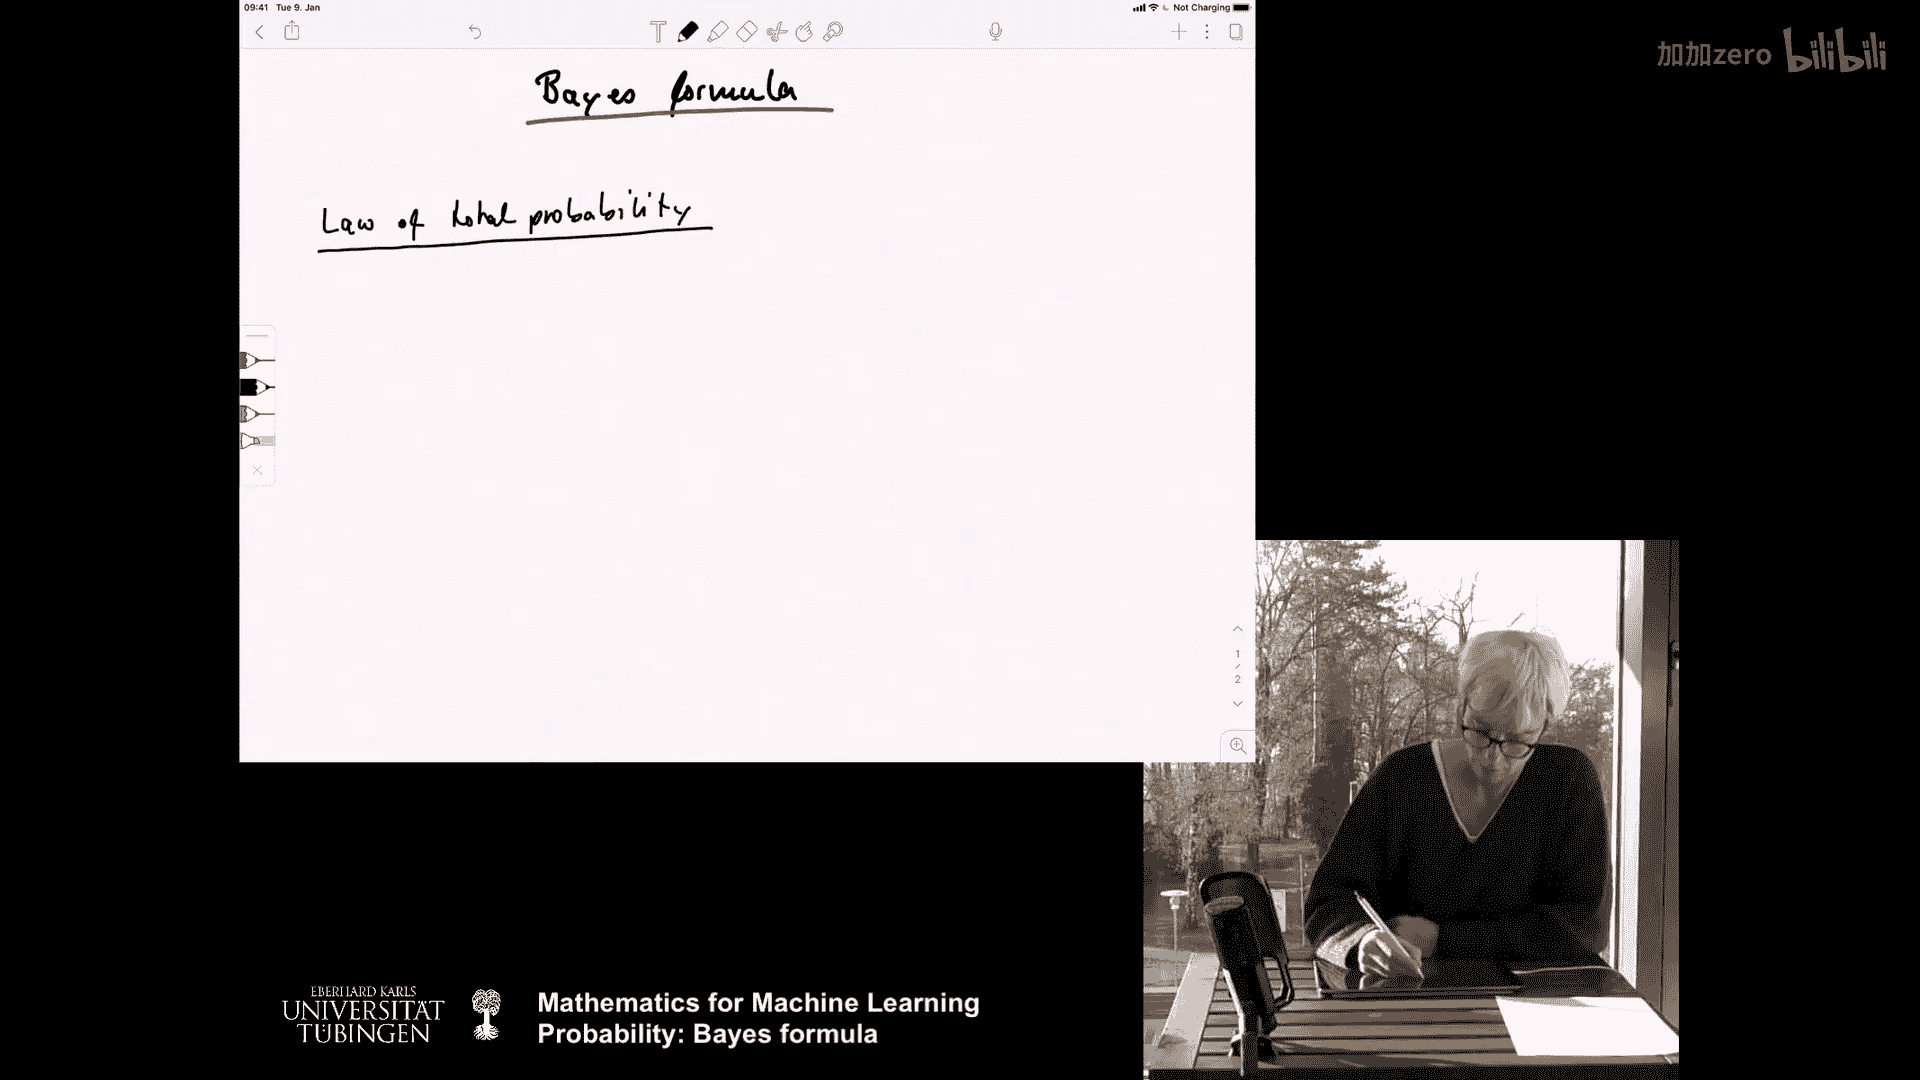 09:41 Tue 9. Jan
Not Charging
加加zero bilibili
Bayes formula
Law of total probability
1
/
2
EBERHARD KARLS
UNIVERSITÄT
TÜBINGEN
Mathematics for Machine Learning
Probability: Bayes formula